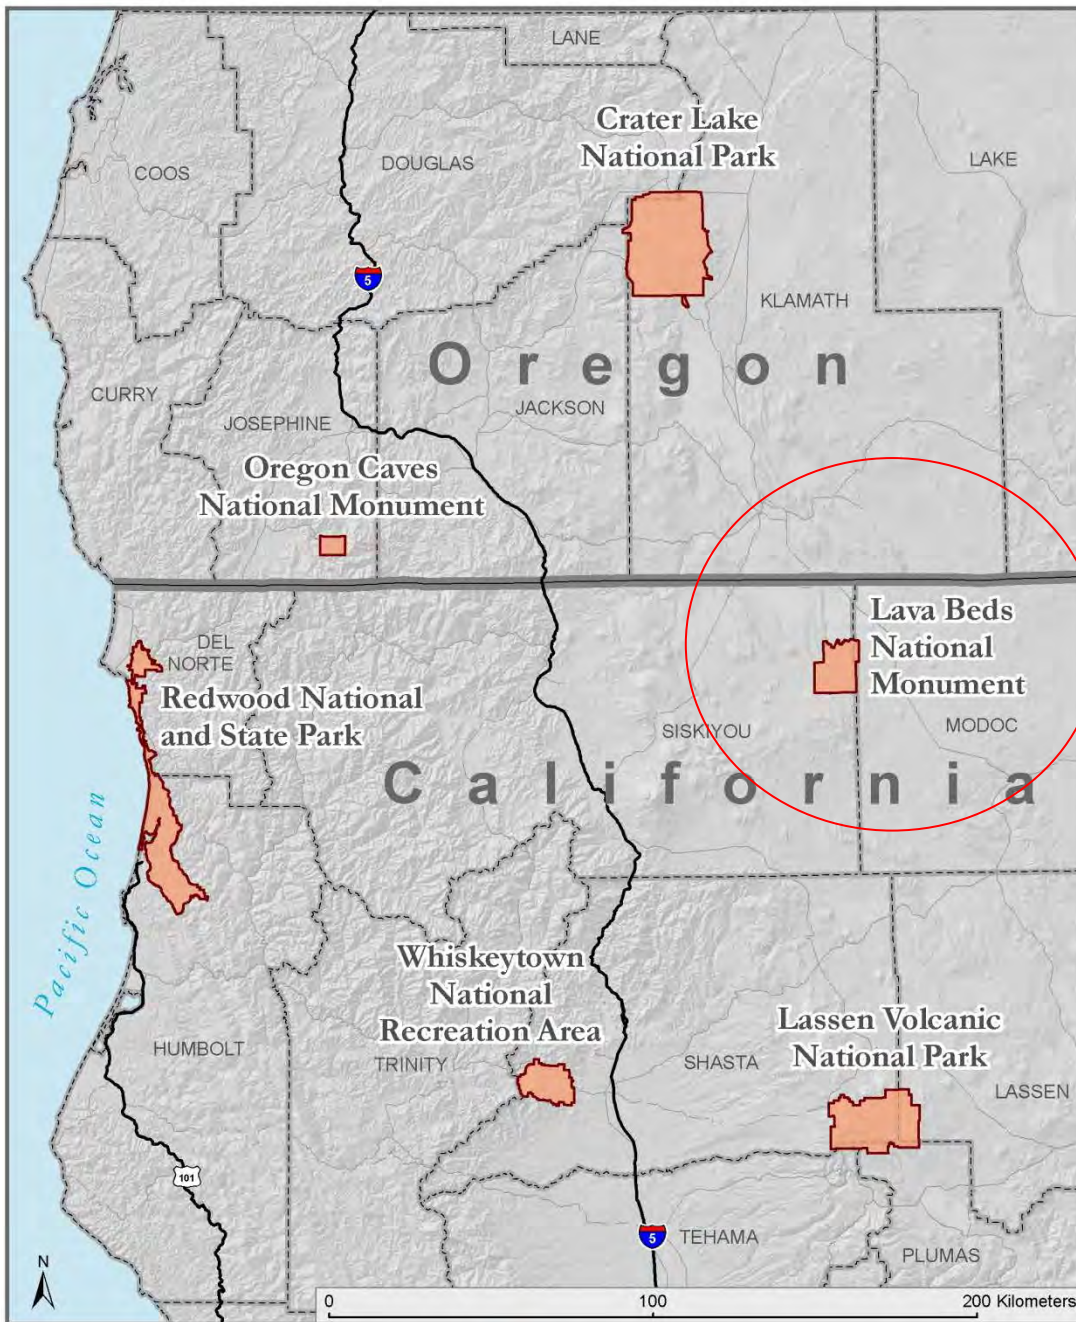 LANE
Crater Lake
National Park
COOS
DOUGLAS
LAKE
5
KLAMATH
Oregon
CURRY
JACKSON
JOSEPHINE
Oregon Caves
National Monument
Lava Beds
National
Monument
DEL
NORTE
Redwood National
and State Park
SISKIYOU
MODOC
California
Pacific Ocean
Whiskeytown
National
Recreation Area
Lassen Volcanic
National Park
HUMBOLT
TRINITY
SHASTA
LASSEN
101
5
TEHAMA
PLUMAS
N
0 100 200 Kilometers